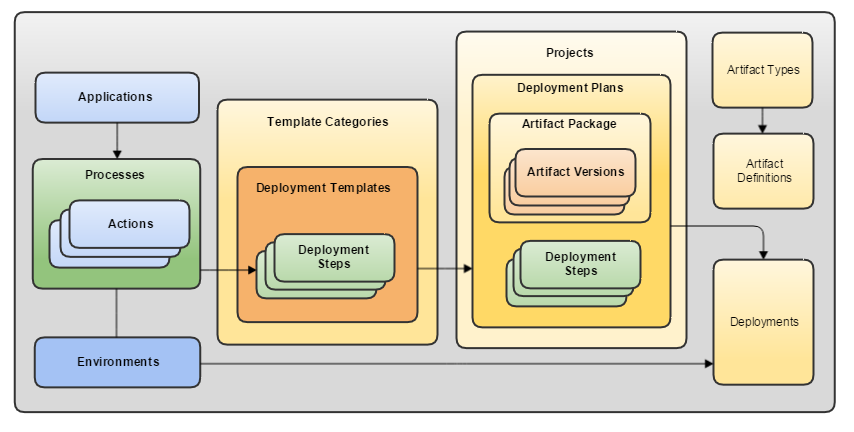 Applications
Processes
Actions
Environments
Template Categories
Deployment Templates
Deployment
Steps
Projects
Deployment Plans
Artifact Package
Artifact Versions
Deployment
Steps
Artifact Types
Artifact
Definitions
Deployments